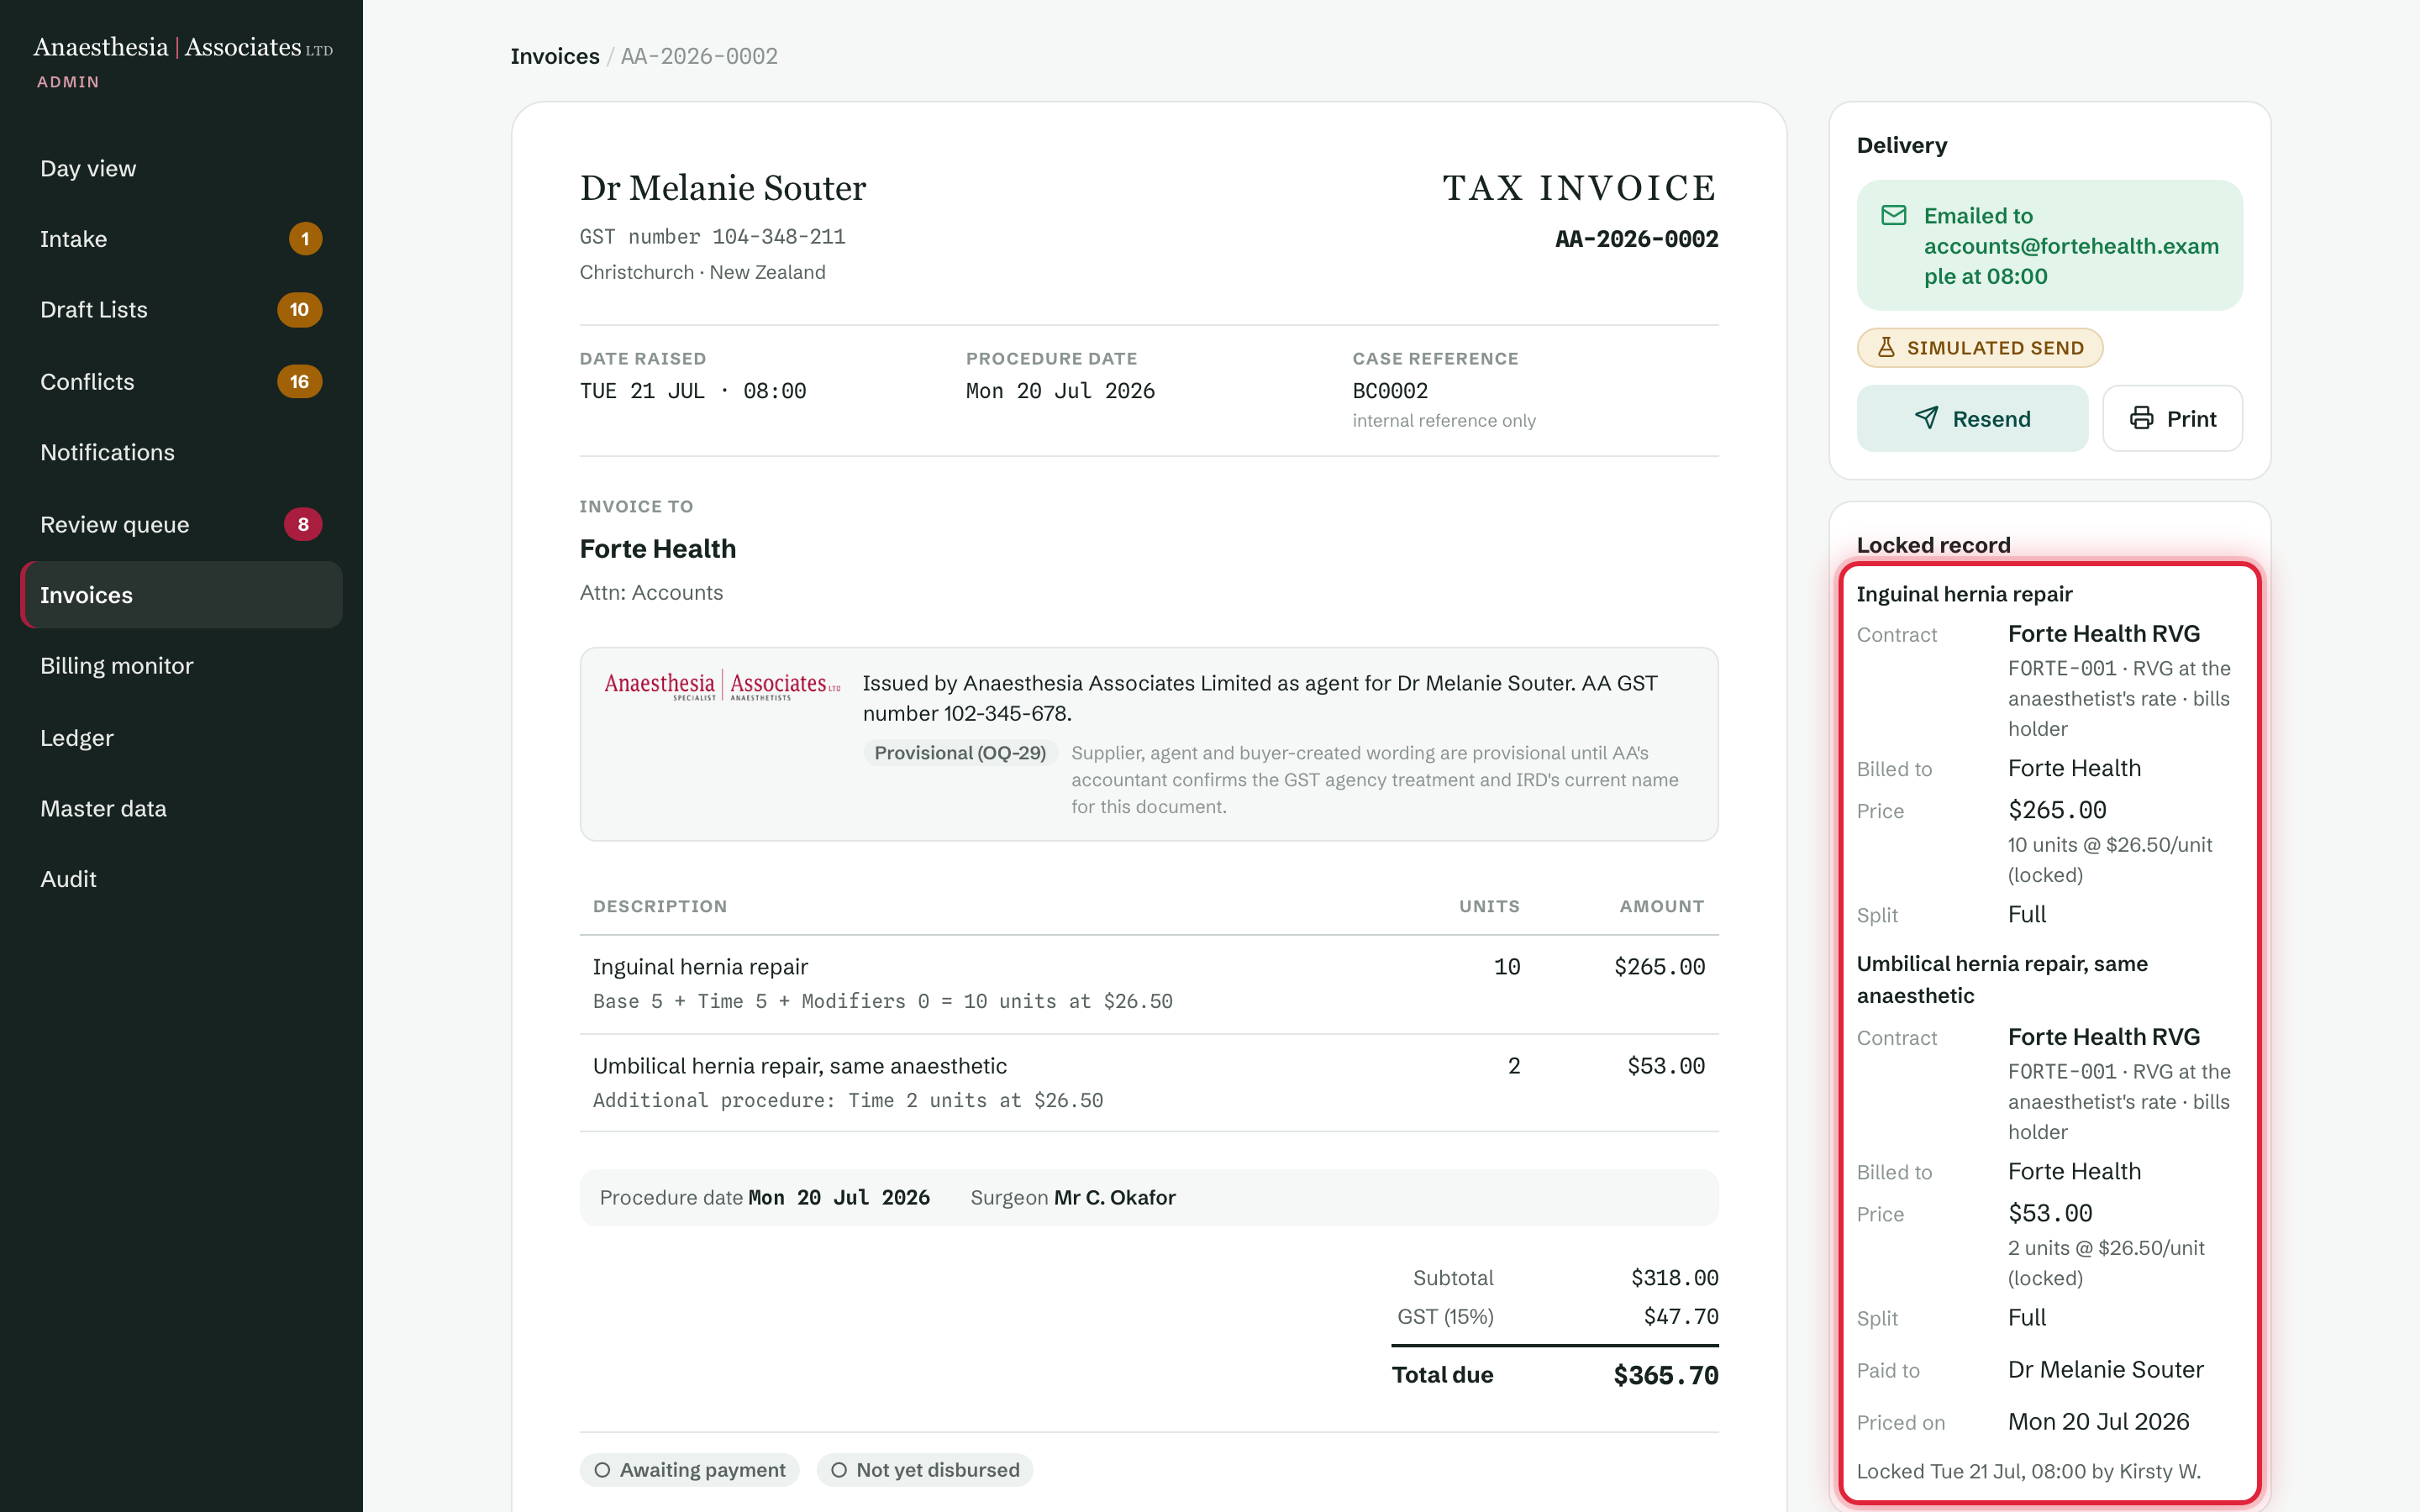 Anaesthesia | Associates LTD
ADMIN
Day view
Intake 1
Draft Lists 10
Conflicts 16
Notifications
Review queue 8
Invoices
Billing monitor
Ledger
Master data
Audit
Invoices / AA-2026-0002
Dr Melanie Souter
GST number 104-348-211
Christchurch · New Zealand
TAX INVOICE
AA-2026-0002
DATE RAISED
TUE 21 JUL · 08:00
PROCEDURE DATE
Mon 20 Jul 2026
CASE REFERENCE
BC0002
internal reference only
INVOICE TO
Forte Health
Attn: Accounts
Anaesthesia | Associates LTD
SPECIALIST ANAESTHETISTS
Issued by Anaesthesia Associates Limited as agent for Dr Melanie Souter. AA GST
number 102-345-678.
Provisional (OQ-29)
Supplier, agent and buyer-created wording are provisional until AA's
accountant confirms the GST agency treatment and IRD's current name
for this document.
DESCRIPTION UNITS AMOUNT
Inguinal hernia repair 10 $265.00
Base 5 + Time 5 + Modifiers 0 = 10 units at $26.50
Umbilical hernia repair, same anaesthetic 2 $53.00
Additional procedure: Time 2 units at $26.50
Procedure date Mon 20 Jul 2026 Surgeon Mr C. Okafor
Subtotal $318.00
GST (15%) $47.70
Total due $365.70
Awaiting payment Not yet disbursed
Delivery
Emailed to
accounts@fortehealth.exam
ple at 08:00
SIMULATED SEND
Resend Print
Locked record
Inguinal hernia repair
Contract Forte Health RVG
FORTE-001 · RVG at the
anaesthetist's rate · bills
holder
Billed to Forte Health
Price $265.00
10 units @ $26.50/unit
(locked)
Split Full
Umbilical hernia repair, same
anaesthetic
Contract Forte Health RVG
FORTE-001 · RVG at the
anaesthetist's rate · bills
holder
Billed to Forte Health
Price $53.00
2 units @ $26.50/unit
(locked)
Split Full
Paid to Dr Melanie Souter
Priced on Mon 20 Jul 2026
Locked Tue 21 Jul, 08:00 by Kirsty W.